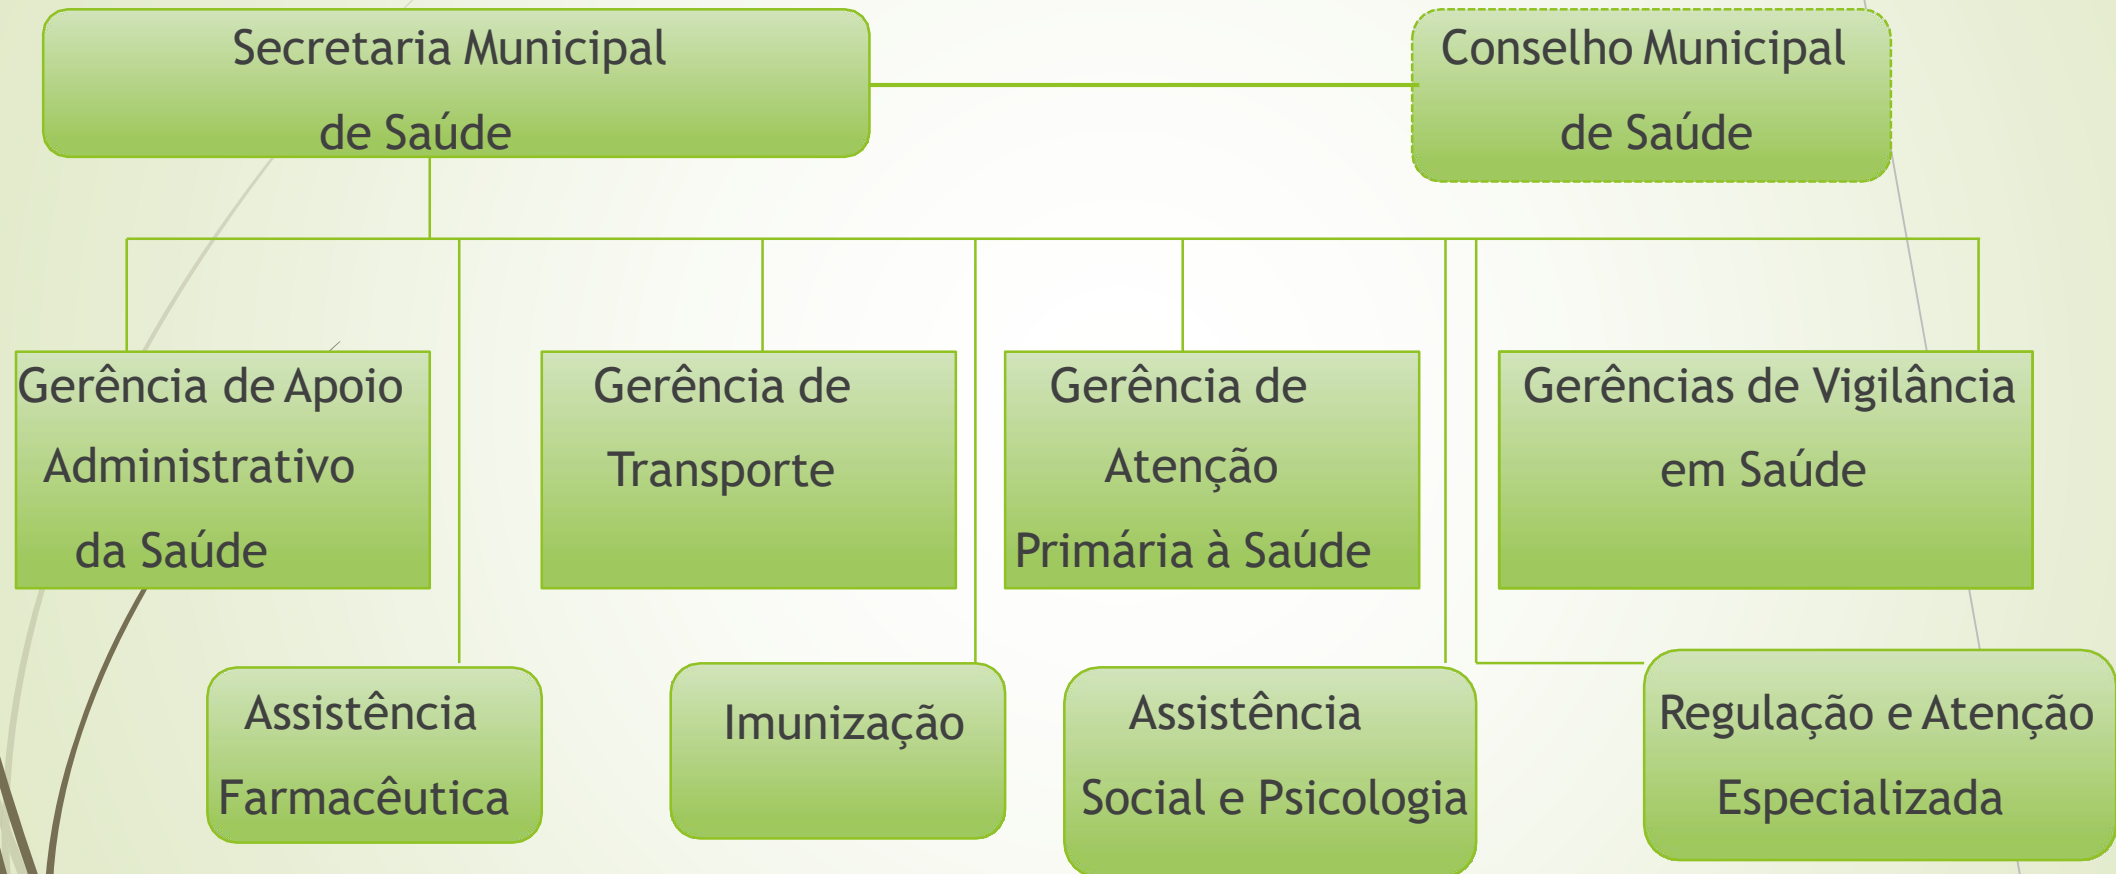 Secretaria Municipal
de Saúde
Conselho Municipal
de Saúde
Gerência de Apoio
Administrativo
da Saúde
Gerência de
Transporte
Gerência de
Atenção
Primária à Saúde
Gerências de Vigilância
em Saúde
Assistência
Farmacêutica
Imunização
Assistência
Social e Psicologia
Regulação e Atenção
Especializada